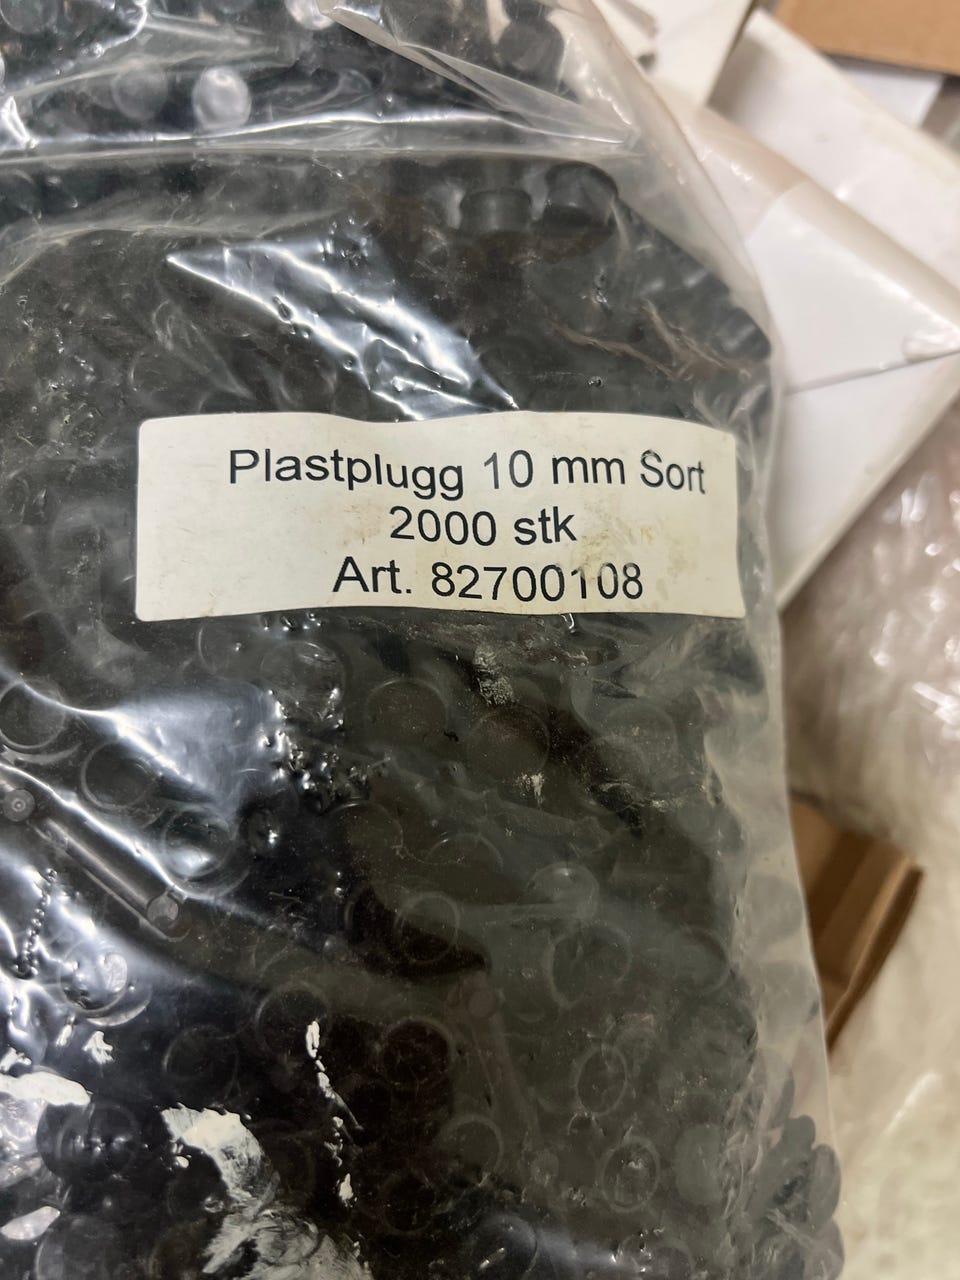 Plastplugg 10 mm Sort
2000 stk
Art. 82700108